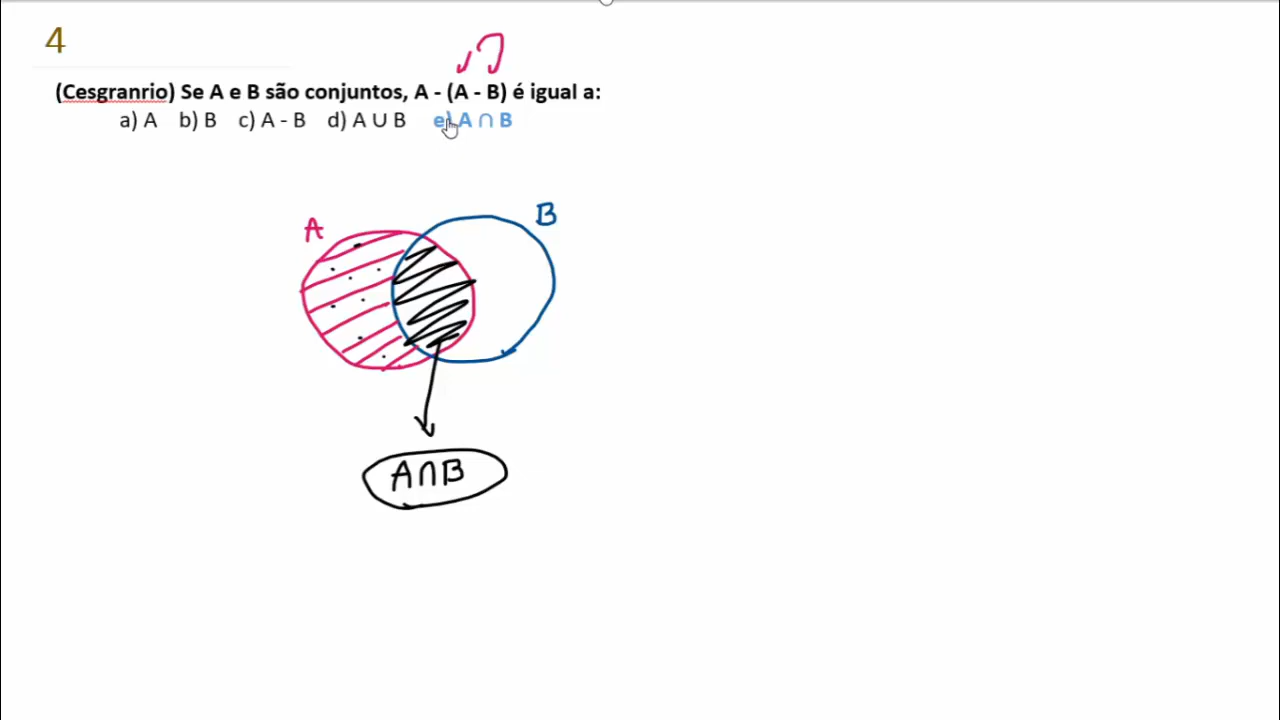 4
(Cesgranrio) Se A e B são conjuntos, A - (A - B) é igual a:
a) A b) B c) A - B d) A ∪ B e) A ∩ B
A
B
A∩B